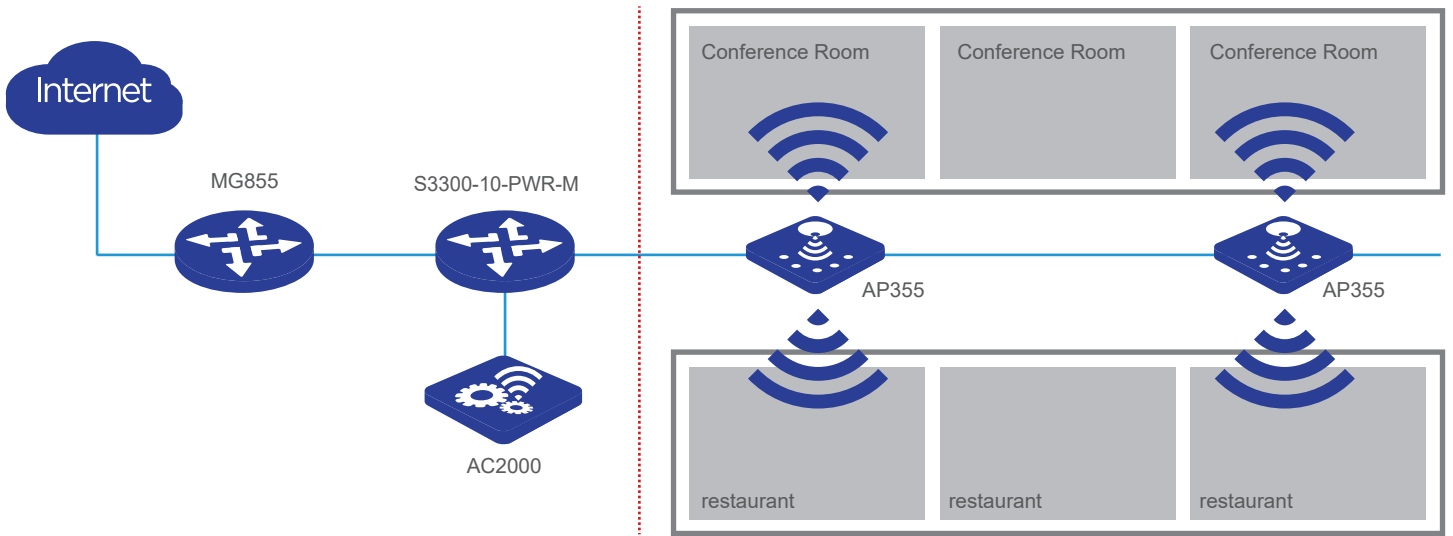 Internet
MG855
S3300-10-PWR-M
AC2000
Conference Room
Conference Room
Conference Room
AP355
AP355
restaurant
restaurant
restaurant